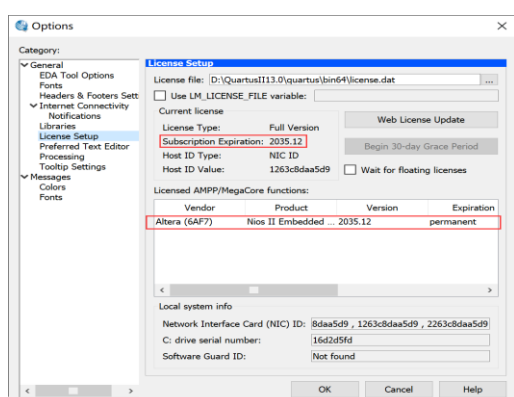 Options
Category:
General
EDA Tool Options
Fonts
Headers & Footers Sett
Internet Connectivity
Notifications
Libraries
License Setup
Preferred Text Editor
Processing
Tooltip Settings
Messages
Colors
Fonts
License Setup
License file: D:\QuartusII13.0\quartus\bin64\license.dat ...
Use LM_LICENSE_FILE variable:
Current license
License Type: Full Version
Subscription Expiration: 2035.12
Host ID Type: NIC ID
Host ID Value: 1263c8daa5d9
Web License Update
Begin 30-day Grace Period
Wait for floating licenses
Licensed AMPP/MegaCore functions:
Vendor Product Version Expiration
Altera (6AF7) Nios II Embedded ... 2035.12 permanent
Local system info
Network Interface Card (NIC) ID: 8daa5d9 , 1263c8daa5d9 , 2263c8daa5d9
C: drive serial number: 16d2d5fd
Software Guard ID: Not found
OK Cancel Help